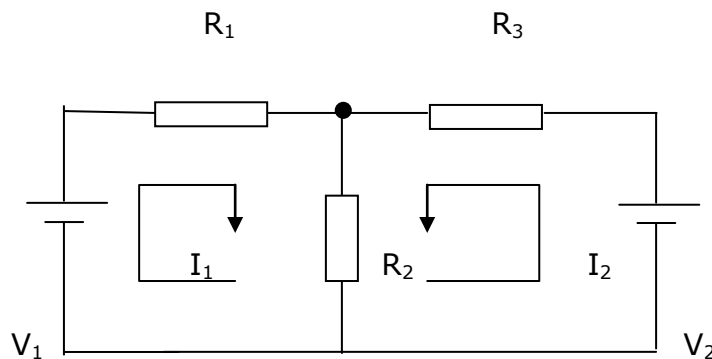 R₁ R₃
I₁ R₂ I₂
V₁ V₂